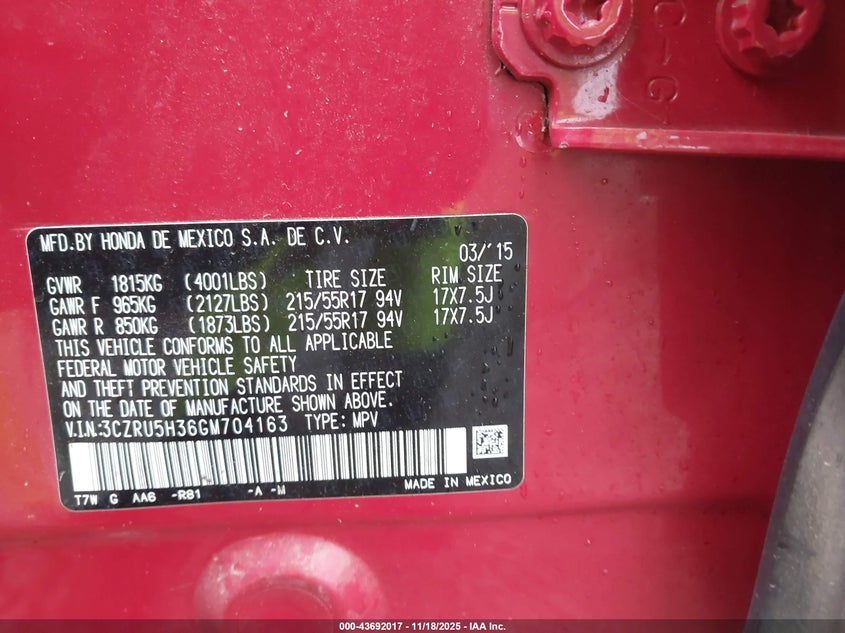 MFD.BY HONDA DE MEXICO S.A. DE C.V.
03/'15
GVWR 1815KG (4001LBS) TIRE SIZE RIM SIZE
GAWR F 965KG (2127LBS) 215/55R17 94V 17X7.5J
GAWR R 850KG (1873LBS) 215/55R17 94V 17X7.5J
THIS VEHICLE CONFORMS TO ALL APPLICABLE
FEDERAL MOTOR VEHICLE SAFETY
AND THEFT PREVENTION STANDARDS IN EFFECT
ON THE DATE OF MANUFACTURE SHOWN ABOVE.
V.I.N.:3CZRU5H36GM704163 TYPE: MPV
T7W G AA6 -R81 -A -M MADE IN MEXICO
000-43692017 - 11/18/2025 - IAA Inc.